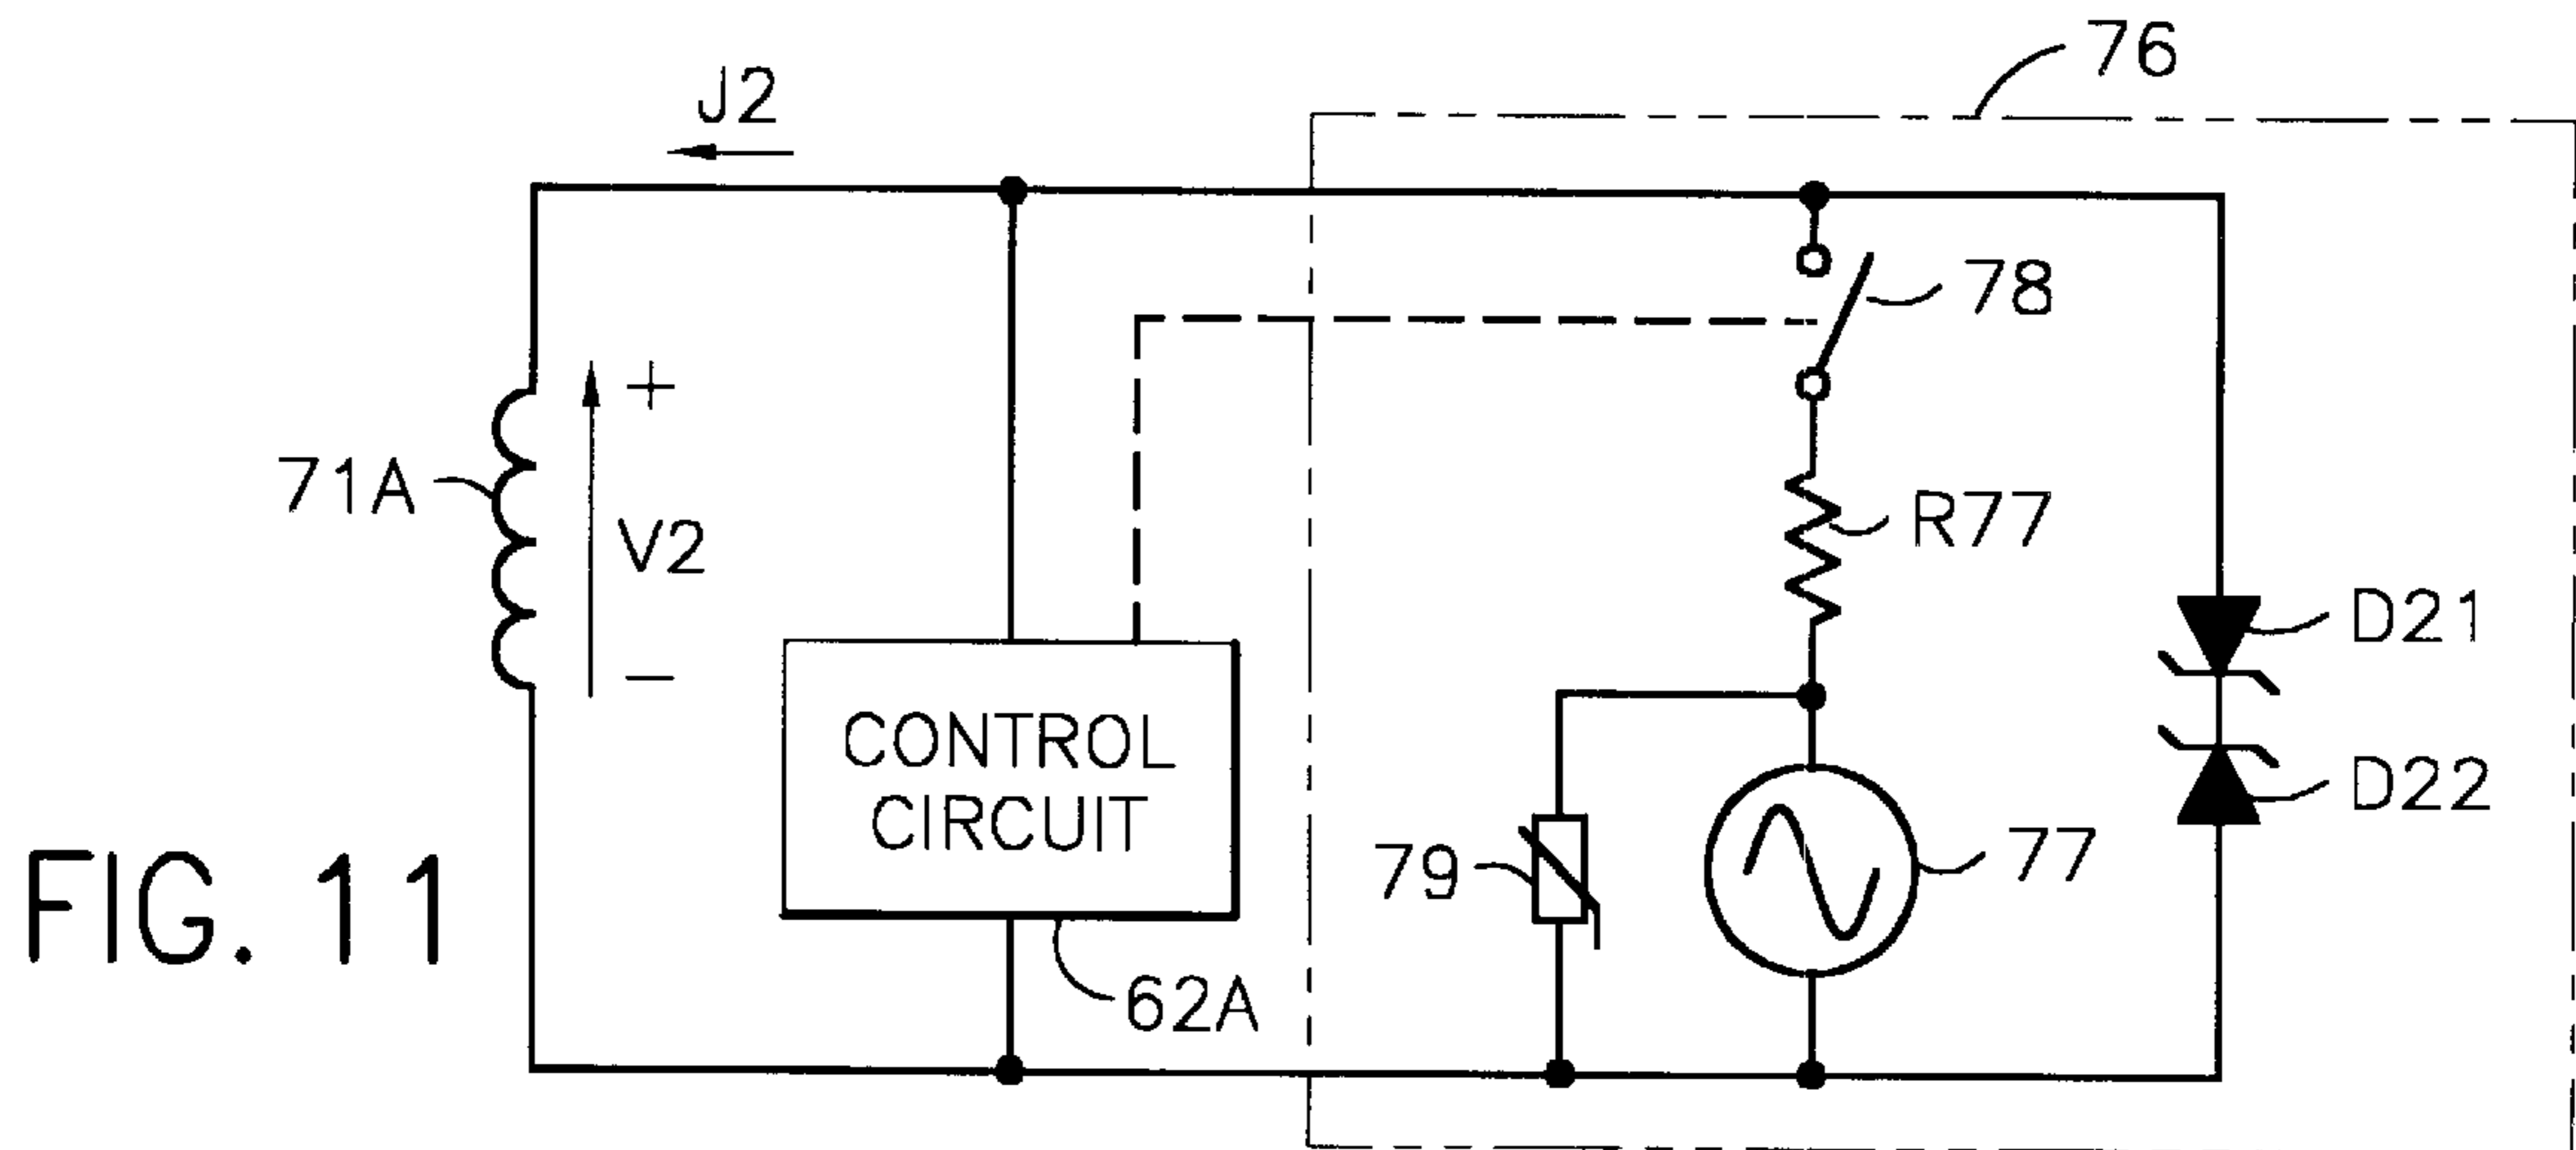 76
J2
78
+
71A
V2
R77
−
D21
CONTROL
CIRCUIT
D22
79
77
62A
FIG. 11